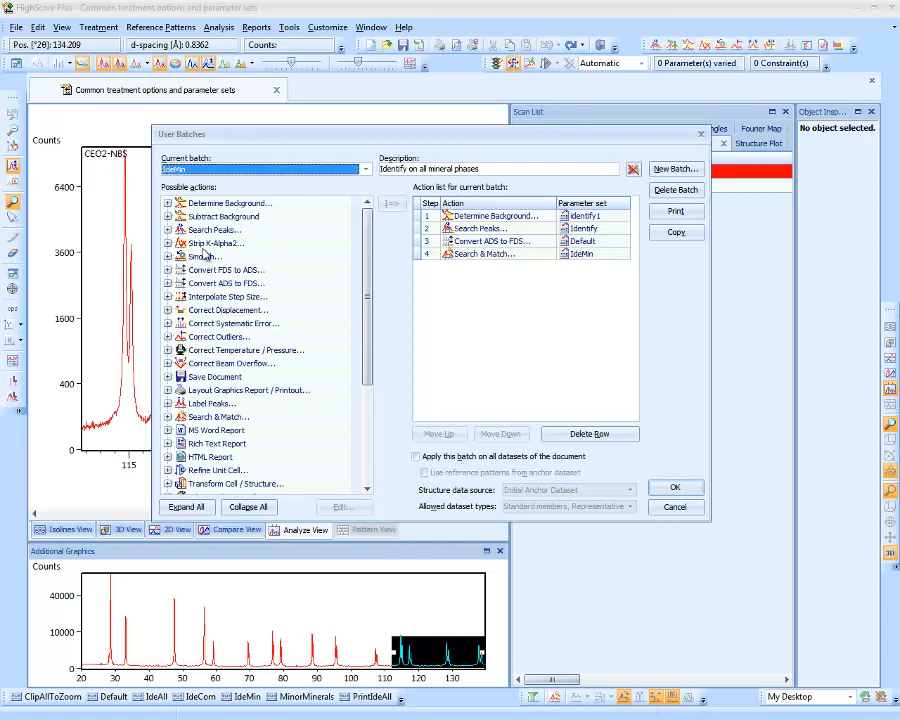 HighScore Plus - Common treatment options and parameter sets
File Edit View Treatment Reference Patterns Analysis Reports Tools Customize Window Help
Pos. [°2θ]: 134.209 d-spacing [Å]: 0.8362 Counts:
Automatic 0 Parameter(s) varied 0 Constraint(s)
Common treatment options and parameter sets
Scan List
Object Insp...
No object selected.
ngles Fourier Map
Structure Plot
Counts
CEO2-NBS
6400
3600
1600
400
0
115
User Batches
Current batch:
IdeMin
Description:
Identify on all mineral phases
New Batch...
Delete Batch
Print
Copy
Possible actions:
Determine Background...
Subtract Background
Search Peaks...
Strip K-Alpha2...
Smooth...
Convert FDS to ADS...
Convert ADS to FDS...
Interpolate Step Size...
Correct Displacement...
Correct Systematic Error...
Correct Outliers...
Correct Temperature / Pressure...
Correct Beam Overflow...
Save Document
Layout Graphics Report / Printout...
Label Peaks...
Search & Match...
MS Word Report
Rich Text Report
HTML Report
Refine Unit Cell...
Transform Cell / Structure...
Expand All Collapse All Edit...
I=>
Action list for current batch:
Step Action Parameter set
1 Determine Background... identify1
2 Search Peaks... Identify
3 Convert ADS to FDS... Default
4 Search & Match... IdeMin
Move Up Move Down Delete Row
Apply this batch on all datasets of the document
Use reference patterns from anchor dataset
Structure data source: Initial Anchor Dataset
Allowed dataset types: Standard members, Representative
OK
Cancel
Isolines View 3D View 2D View Compare View Analyze View Pattern View
Additional Graphics
Counts
40000
10000
0
20 30 40 50 60 70 80 90 100 110 120 130
ClipAllToZoom Default IdeAll IdeCom IdeMin MinorMinerals PrintIdeAll
My Desktop
OPS
3D